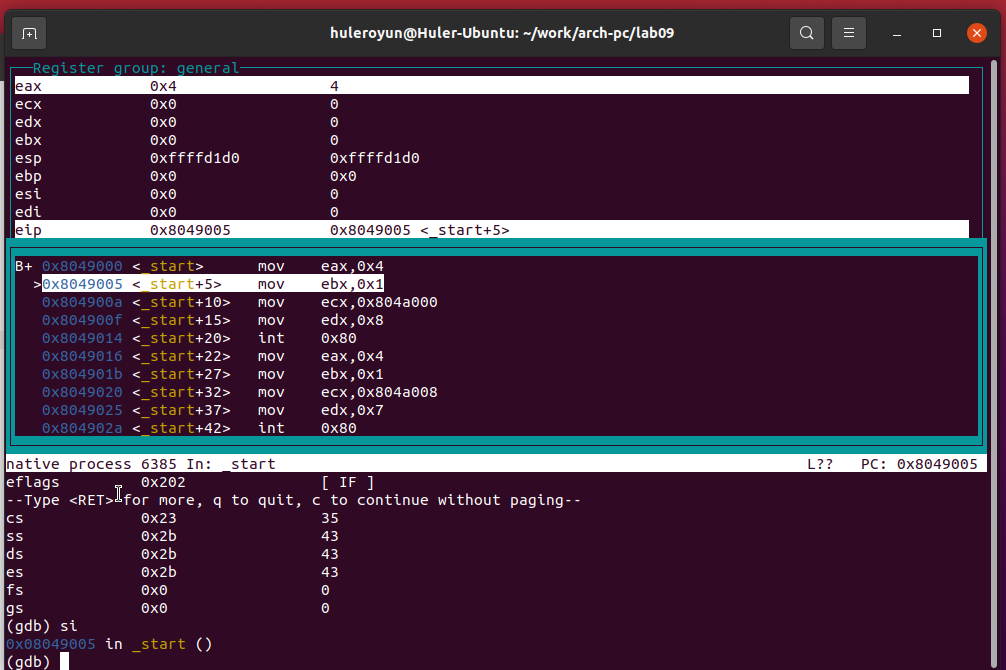 huleroyun@Huler-Ubuntu: ~/work/arch-pc/lab09
Register group: general
eax 0x4 4
ecx 0x0 0
edx 0x0 0
ebx 0x0 0
esp 0xffffd1d0 0xffffd1d0
ebp 0x0 0x0
esi 0x0 0
edi 0x0 0
eip 0x8049005 0x8049005 <_start+5>
B+ 0x8049000 <_start> mov eax,0x4
>0x8049005 <_start+5> mov ebx,0x1
0x804900a <_start+10> mov ecx,0x804a000
0x804900f <_start+15> mov edx,0x8
0x8049014 <_start+20> int 0x80
0x8049016 <_start+22> mov eax,0x4
0x804901b <_start+27> mov ebx,0x1
0x8049020 <_start+32> mov ecx,0x804a008
0x8049025 <_start+37> mov edx,0x7
0x804902a <_start+42> int 0x80
native process 6385 In: _start L?? PC: 0x8049005
eflags 0x202 [ IF ]
--Type <RET> for more, q to quit, c to continue without paging--
cs 0x23 35
ss 0x2b 43
ds 0x2b 43
es 0x2b 43
fs 0x0 0
gs 0x0 0
(gdb) si
0x08049005 in _start ()
(gdb)